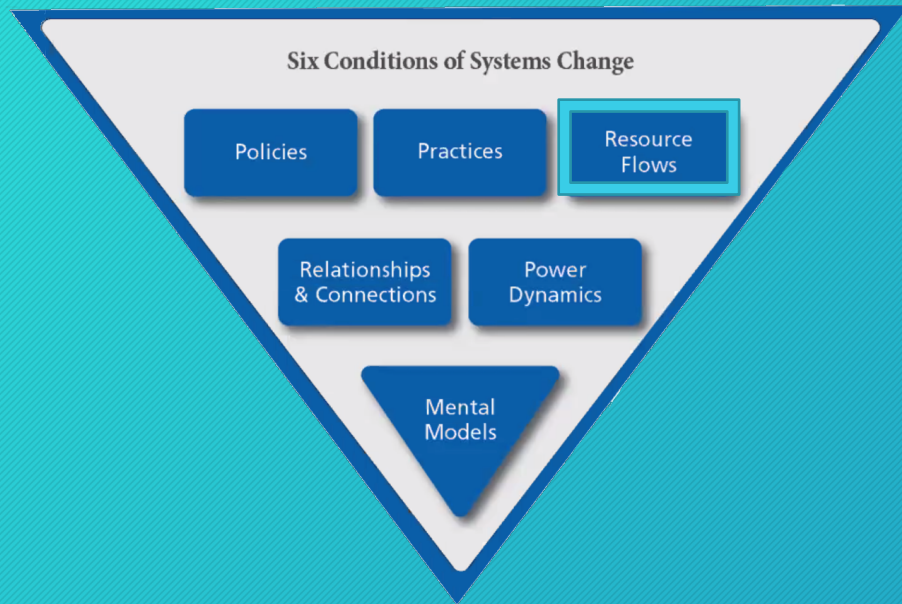 Six Conditions of Systems Change
Policies
Practices
Resource
Flows
Relationships
& Connections
Power
Dynamics
Mental
Models